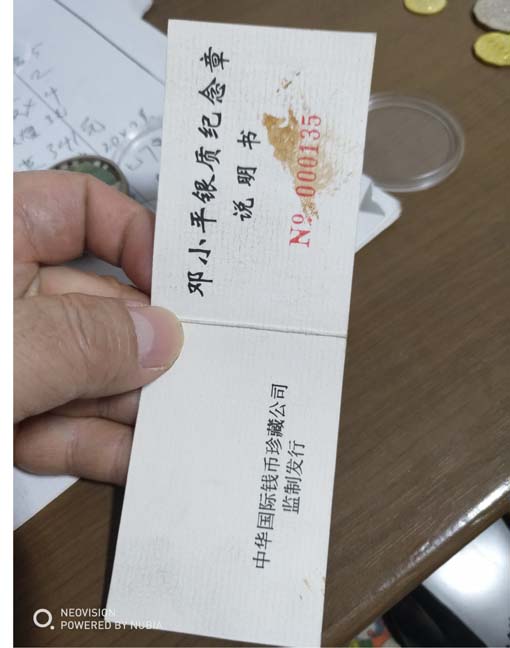 邓小平银质纪念章
说明书
Nº 000135
中华国际钱币珍藏公司
监制发行
NEOVISION
POWERED BY NUBIA